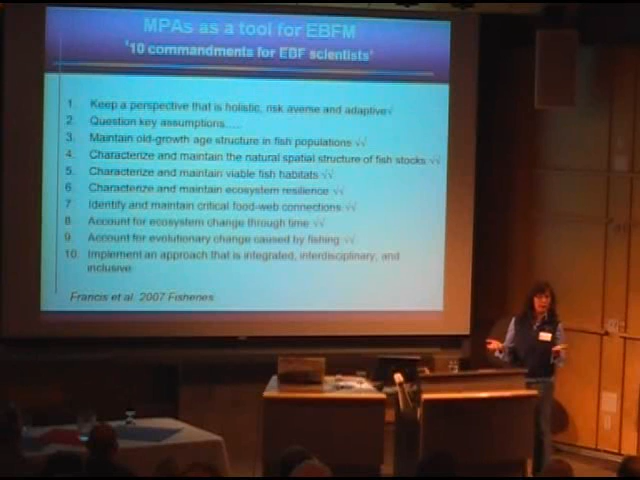 MPAs as a tool for EBFM
'10 commandments for EBF scientists'
1. Keep a perspective that is holistic, risk averse and adaptive√
2. Question key assumptions.....
3. Maintain old-growth age structure in fish populations √√
4. Characterize and maintain the natural spatial structure of fish stocks √√
5. Characterize and maintain viable fish habitats √√
6. Characterize and maintain ecosystem resilience √√
7. Identify and maintain critical food-web connections √√
8. Account for ecosystem change through time √√
9. Account for evolutionary change caused by fishing √√
10. Implement an approach that is integrated, interdisciplinary, and
inclusive
Francis et al. 2007 Fisheries